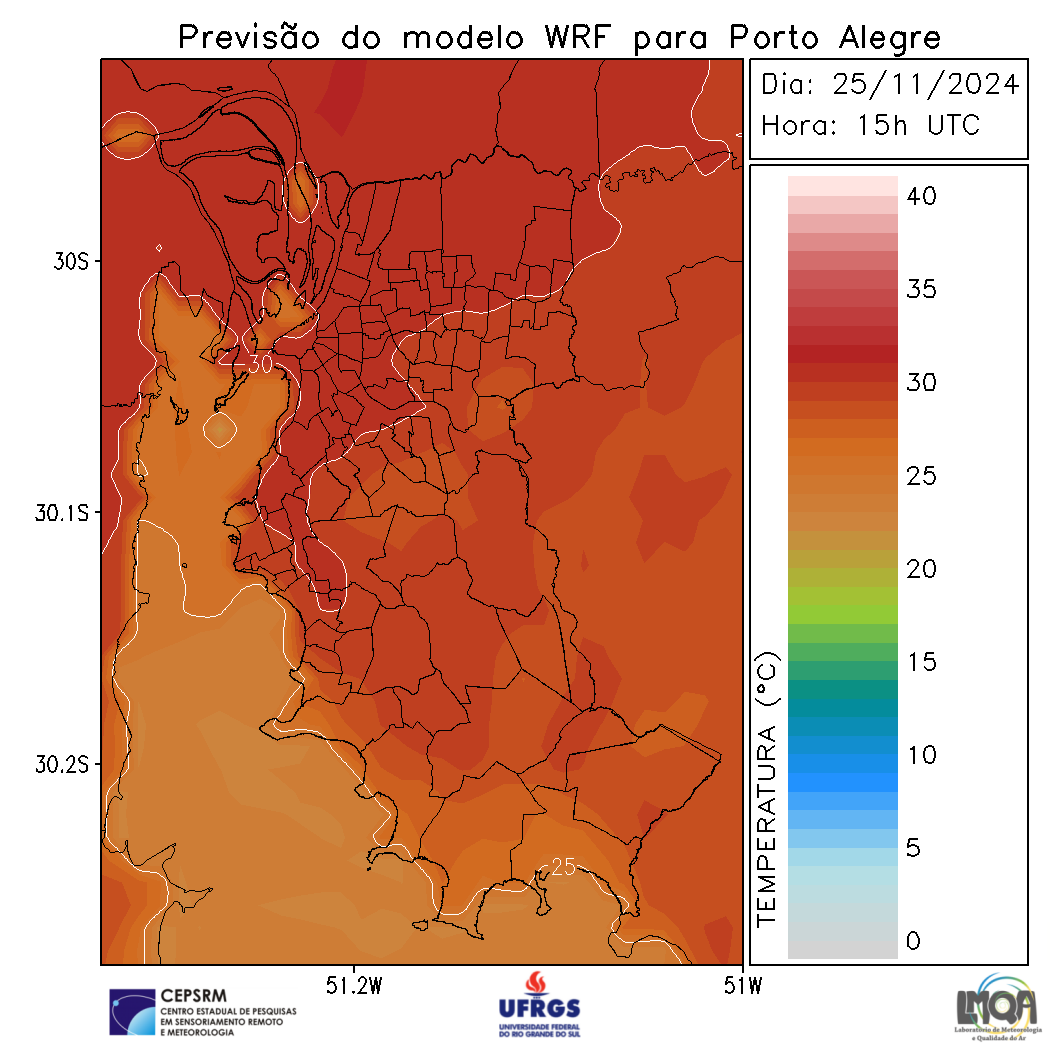 Previsão do modelo WRF para Porto Alegre
Dia: 25/11/2024
Hora: 15h UTC
30S
30.1S
30.2S
51.2W
51W
30
25
TEMPERATURA (°C)
40
35
30
25
20
15
10
5
0
CEPSRM
CENTRO ESTADUAL DE PESQUISAS
EM SENSORIAMENTO REMOTO
E METEOROLOGIA
UFRGS
UNIVERSIDADE FEDERAL
DO RIO GRANDE DO SUL
LMQA
Laboratório de Meteorologia
e Qualidade do Ar